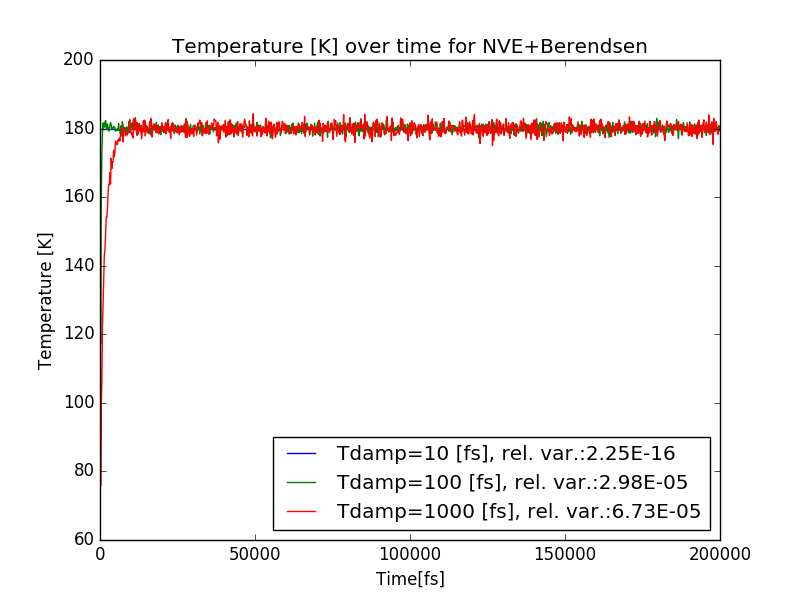 Temperature [K] over time for NVE+Berendsen
200
180
160
140
120
100
80
60
Temperature [K]
Tdamp=10 [fs], rel. var.:2.25E-16
Tdamp=100 [fs], rel. var.:2.98E-05
Tdamp=1000 [fs], rel. var.:6.73E-05
0 50000 100000 150000 200000
Time[fs]